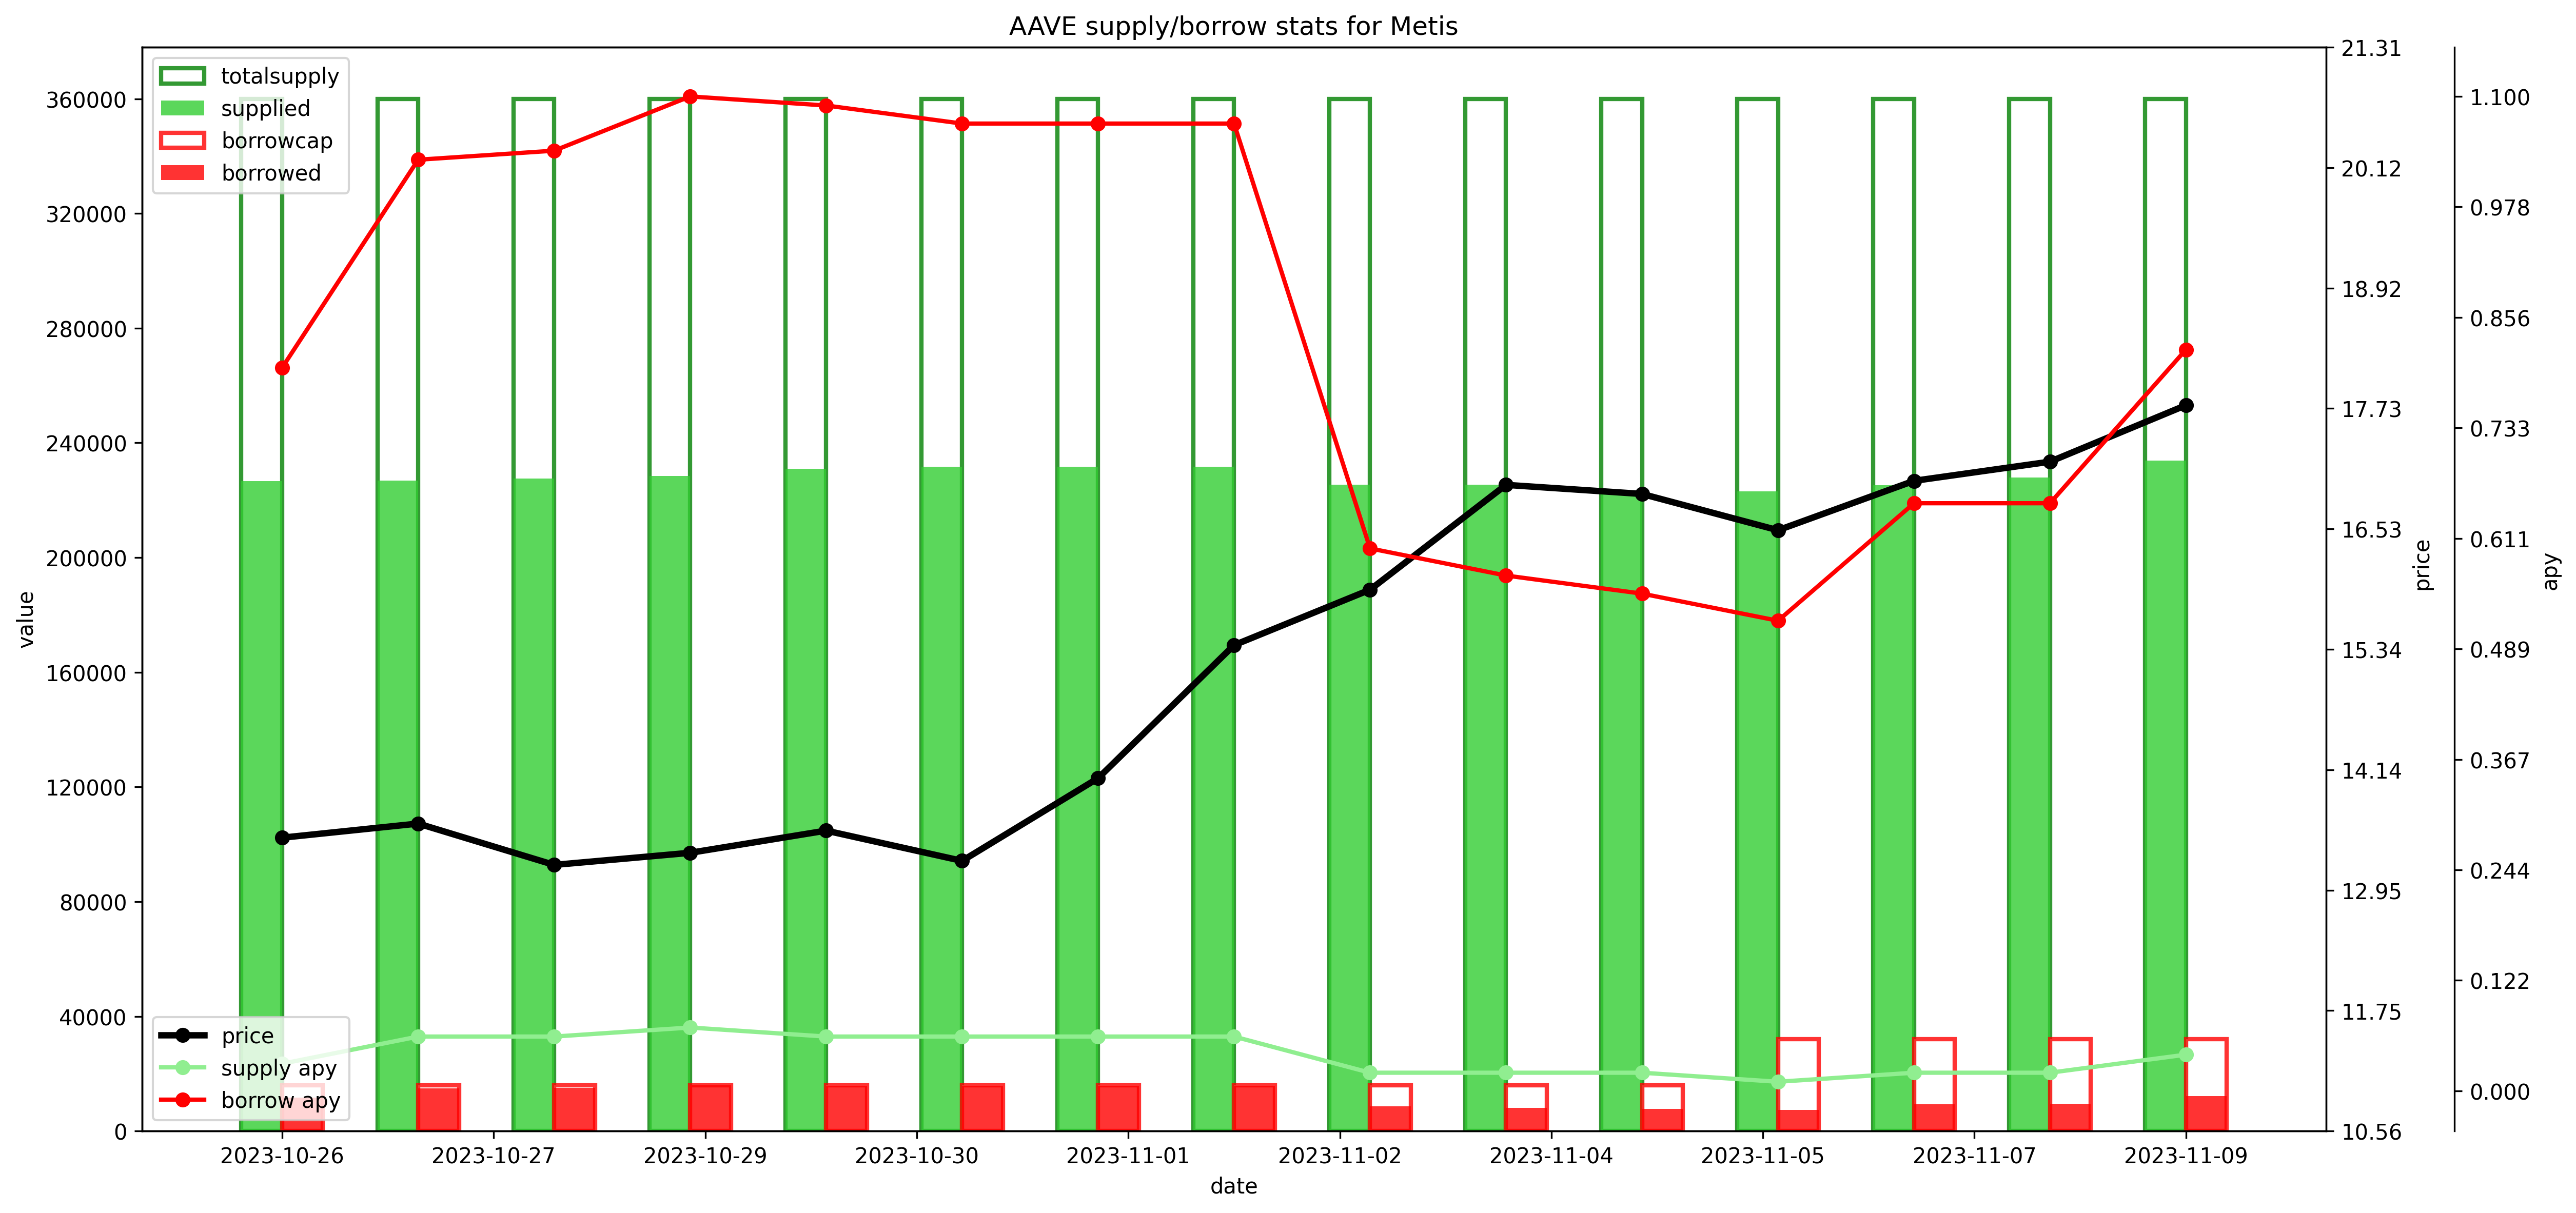 AAVE supply/borrow stats for Metis
totalsupply
supplied
borrowcap
borrowed
360000
320000
280000
240000
200000
160000
120000
80000
40000
0
value
price
supply apy
borrow apy
21.31
20.12
18.92
17.73
16.53
15.34
14.14
12.95
11.75
10.56
price
1.100
0.978
0.856
0.733
0.611
0.489
0.367
0.244
0.122
0.000
apy
2023-10-26 2023-10-27 2023-10-29 2023-10-30 2023-11-01 2023-11-02 2023-11-04 2023-11-05 2023-11-07 2023-11-09
date